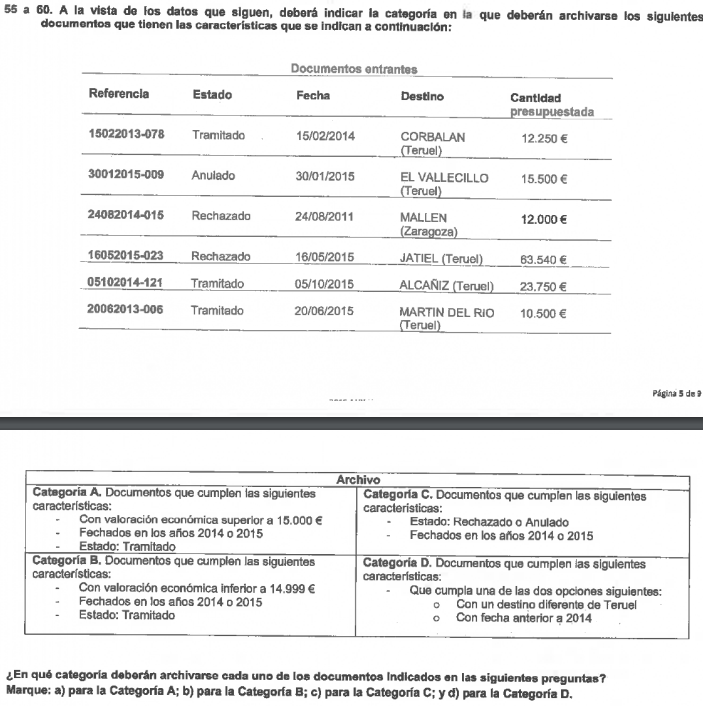 55 a 60. A la vista de los datos que siguen, deberá indicar la categoría en la que deberán archivarse los siguientes
documentos que tienen las características que se indican a continuación:
Documentos entrantes
Referencia Estado Fecha Destino Cantidad
presupuestada
15022013-078 Tramitado 15/02/2014 CORBALAN 12.250 €
(Teruel)
30012015-009 Anulado 30/01/2015 EL VALLECILLO 15.500 €
(Teruel)
24082014-015 Rechazado 24/08/2011 MALLEN 12.000 €
(Zaragoza)
16052015-023 Rechazado 16/05/2015 JATIEL (Teruel) 63.540 €
05102014-121 Tramitado 05/10/2015 ALCAÑIZ (Teruel) 23.750 €
20062013-006 Tramitado 20/06/2015 MARTIN DEL RIO 10.500 €
(Teruel)
Página 5 de 9
Archivo
Categoría A. Documentos que cumplen las siguientes
características:
- Con valoración económica superior a 15.000 €
- Fechados en los años 2014 o 2015
- Estado: Tramitado
Categoría C. Documentos que cumplen las siguientes
características:
- Estado: Rechazado o Anulado
- Fechados en los años 2014 o 2015
Categoría B. Documentos que cumplen las siguientes
características:
- Con valoración económica inferior a 14.999 €
- Fechados en los años 2014 o 2015
- Estado: Tramitado
Categoría D. Documentos que cumplen las siguientes
características:
- Que cumpla una de las dos opciones siguientes:
o Con un destino diferente de Teruel
o Con fecha anterior a 2014
¿En qué categoría deberán archivarse cada uno de los documentos indicados en las siguientes preguntas?
Marque: a) para la Categoría A; b) para la Categoría B; c) para la Categoría C; y d) para la Categoría D.